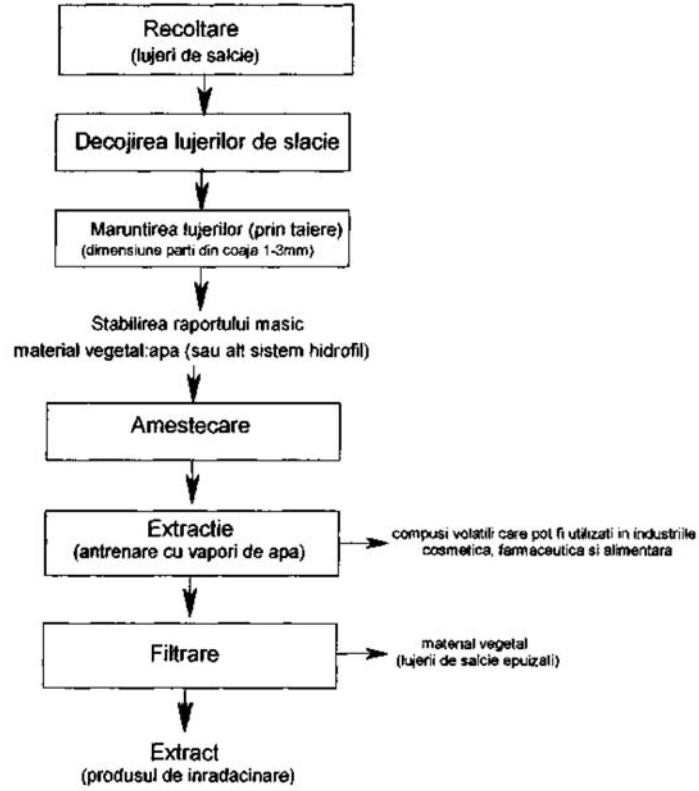 Recoltare
(lujeri de salcie)
Decojirea lujerilor de slacie
Maruntirea lujerilor (prin taiere)
(dimensiune parti din coaja 1-3mm)
Stabilirea raportului masic
material vegetal:apa (sau alt sistem hidrofil)
Amestecare
Extractie
(antrenare cu vapori de apa)
compusi volatili care pot fi utilizati in industriile
cosmetica, farmaceutica si alimentara
Filtrare
material vegetal
(lujerii de salcie epuizali)
Extract
(produsul de inradacinare)